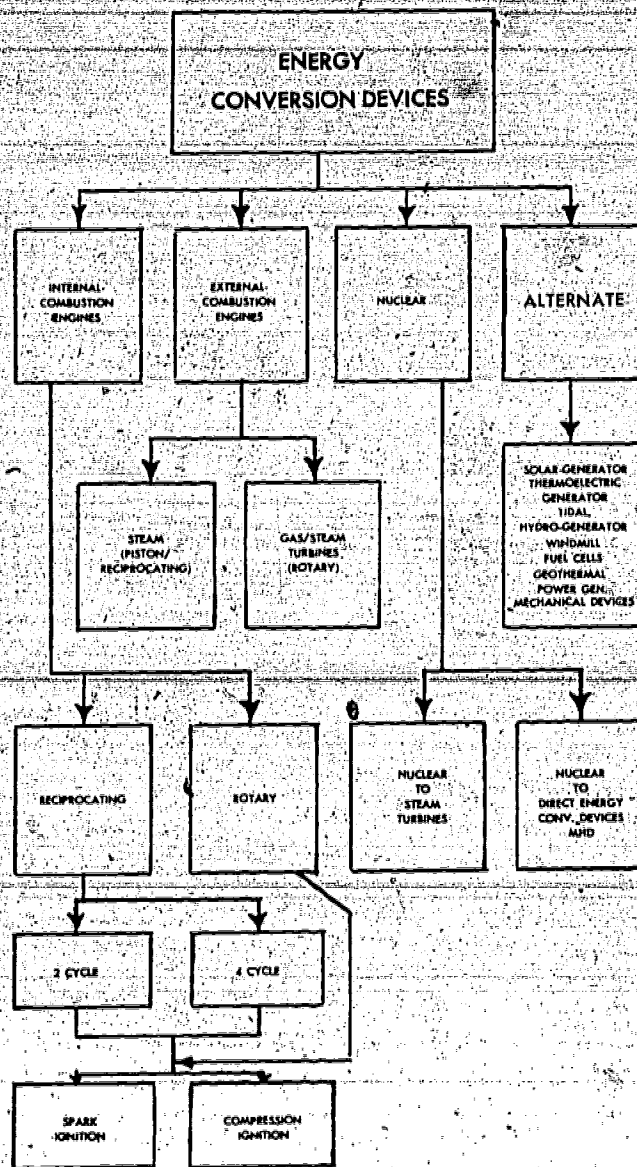 ENERGY
CONVERSION DEVICES
INTERNAL-
COMBUSTION
ENGINES
EXTERNAL-
COMBUSTION
ENGINES
NUCLEAR
ALTERNATE
STEAM
(PISTON/
RECIPROCATING)
GAS/STEAM
TURBINES
(ROTARY)
SOLAR-GENERATOR
THERMOELECTRIC
GENERATOR
TIDAL
HYDRO-GENERATOR
WINDMILL
FUEL CELLS
GEOTHERMAL
POWER GEN.
MECHANICAL DEVICES
RECIPROCATING
ROTARY
NUCLEAR
TO
STEAM
TURBINES
NUCLEAR
TO
DIRECT ENERGY
CONV. DEVICES
MHD
2 CYCLE
4 CYCLE
SPARK
IGNITION
COMPRESSION
IGNITION